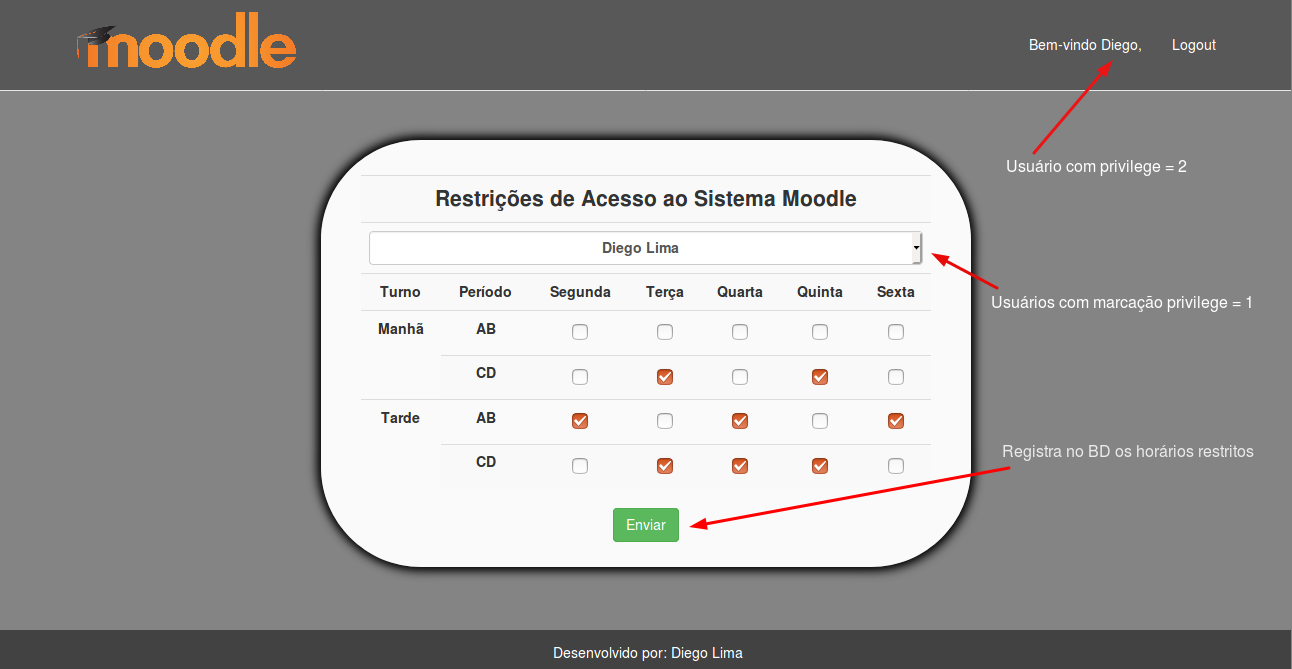 moodle
Bem-vindo Diego,
Logout
Usuário com privilege = 2
Restrições de Acesso ao Sistema Moodle
Diego Lima
Usuários com marcação privilege = 1
Turno Período Segunda Terça Quarta Quinta Sexta
Manhã AB
CD
Tarde AB
CD
Registra no BD os horários restritos
Enviar
Desenvolvido por: Diego Lima